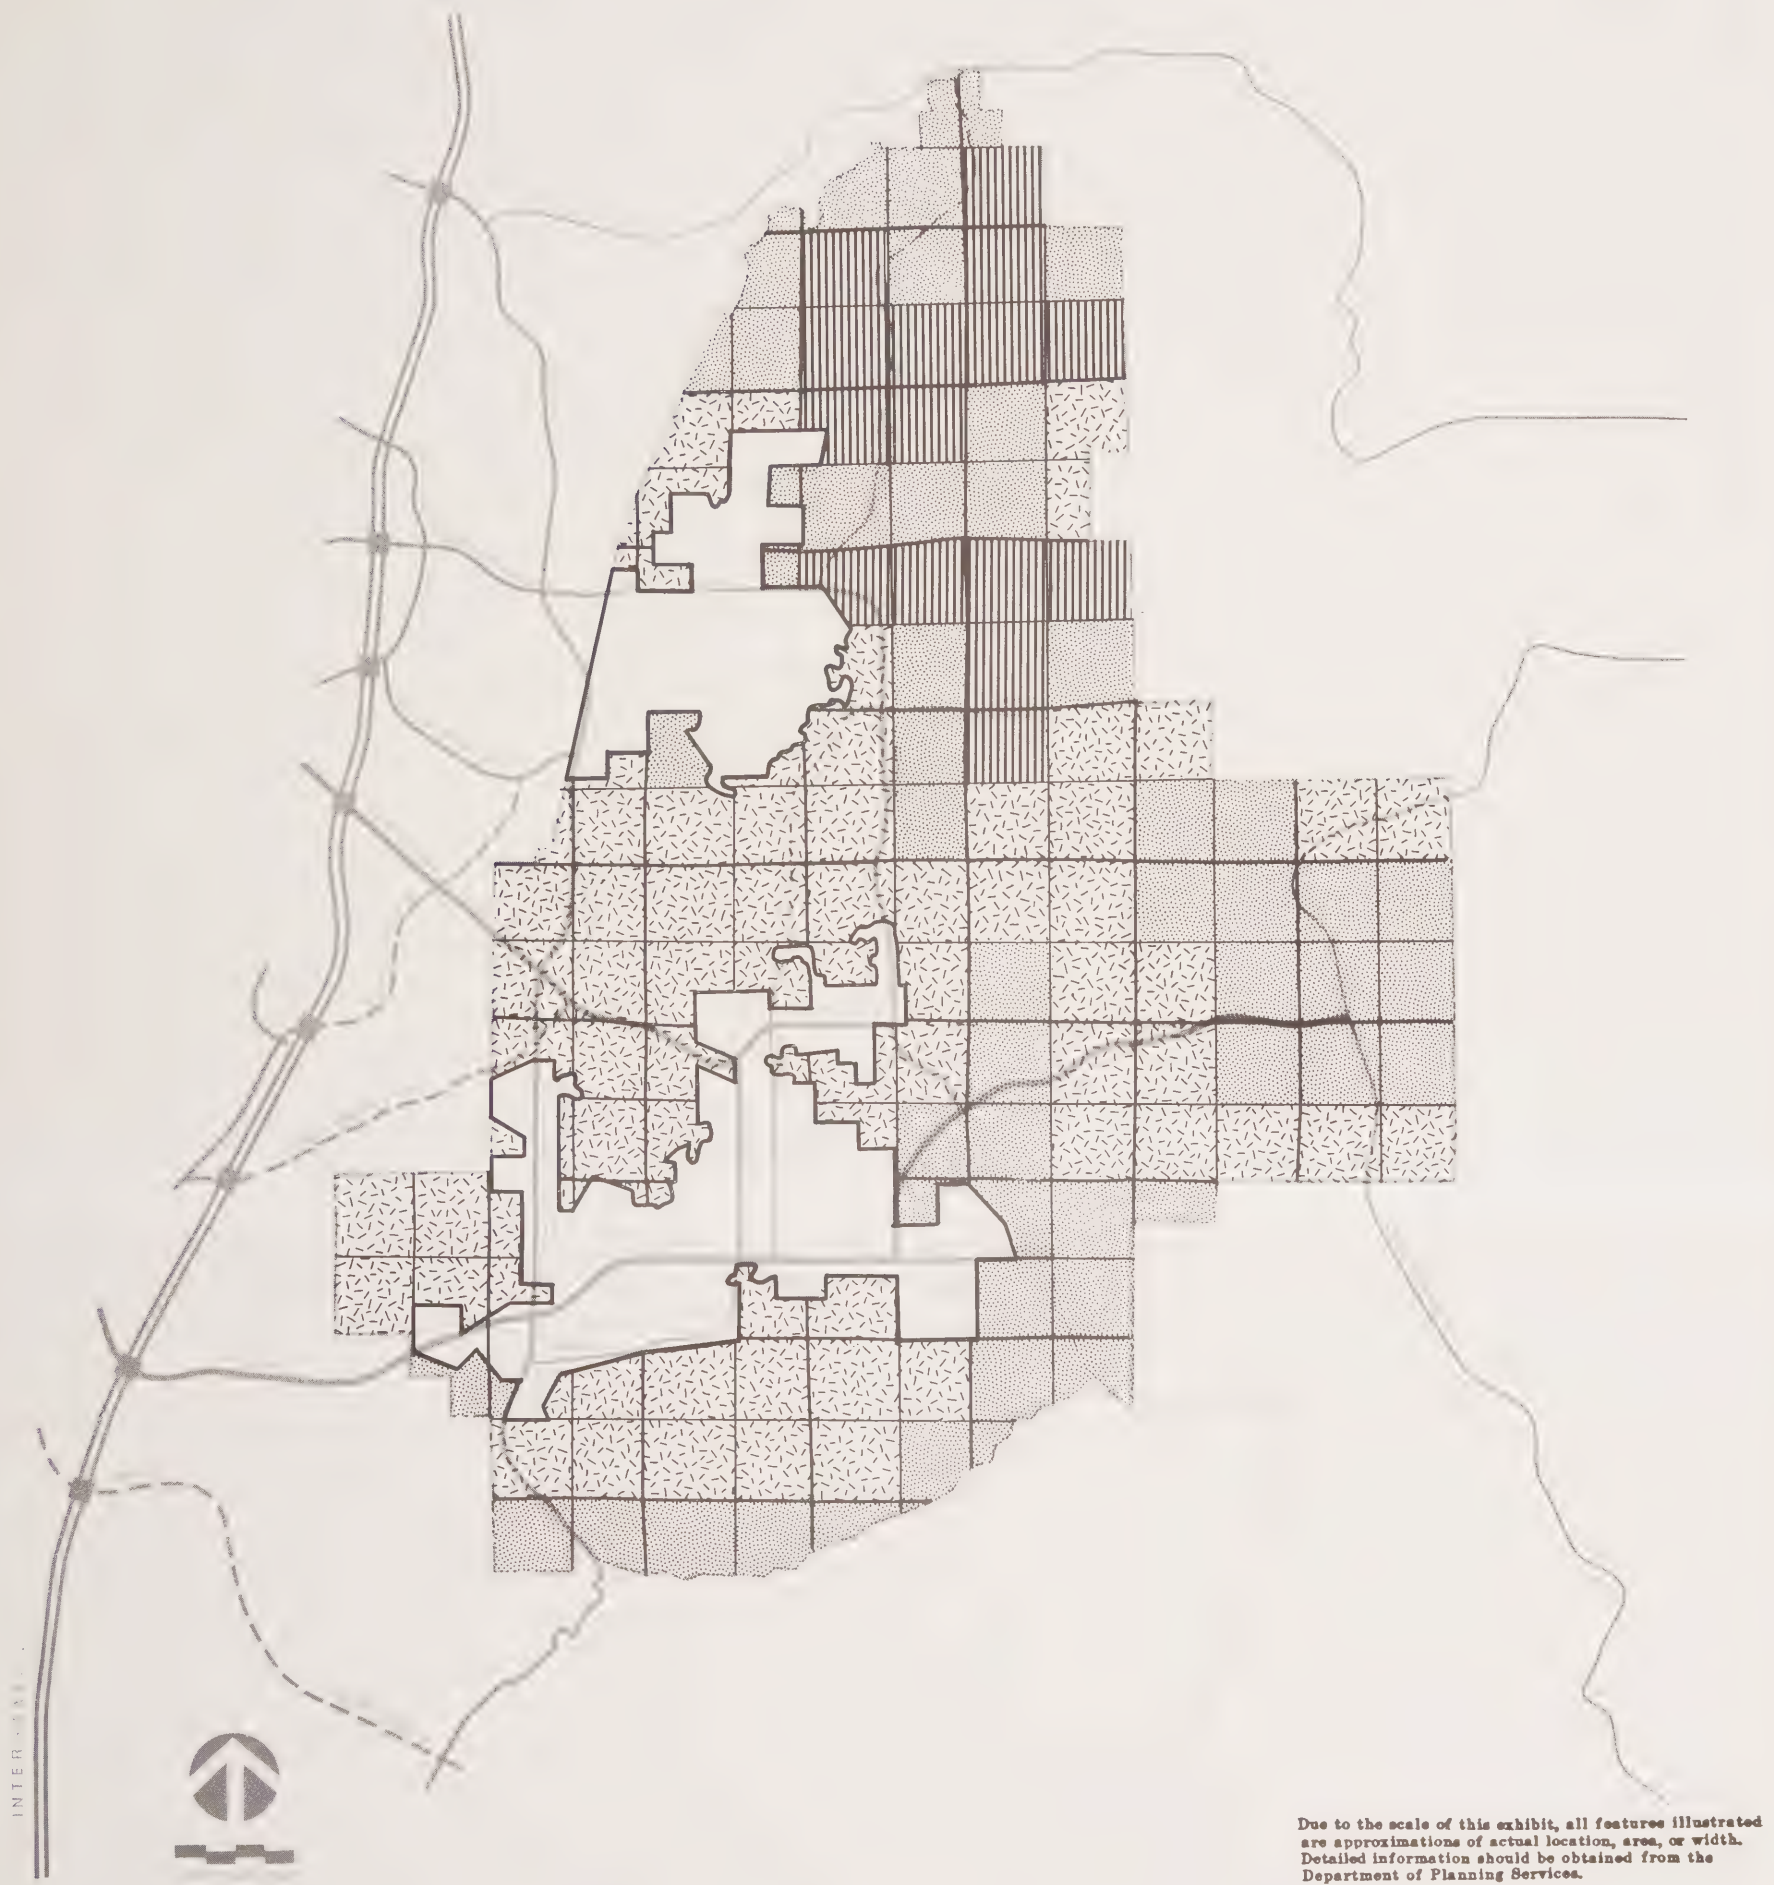 INTER
Due to the scale of this exhibit, all features illustrated
are approximations of actual location, area, or width.
Detailed information should be obtained from the
Department of Planning Services.